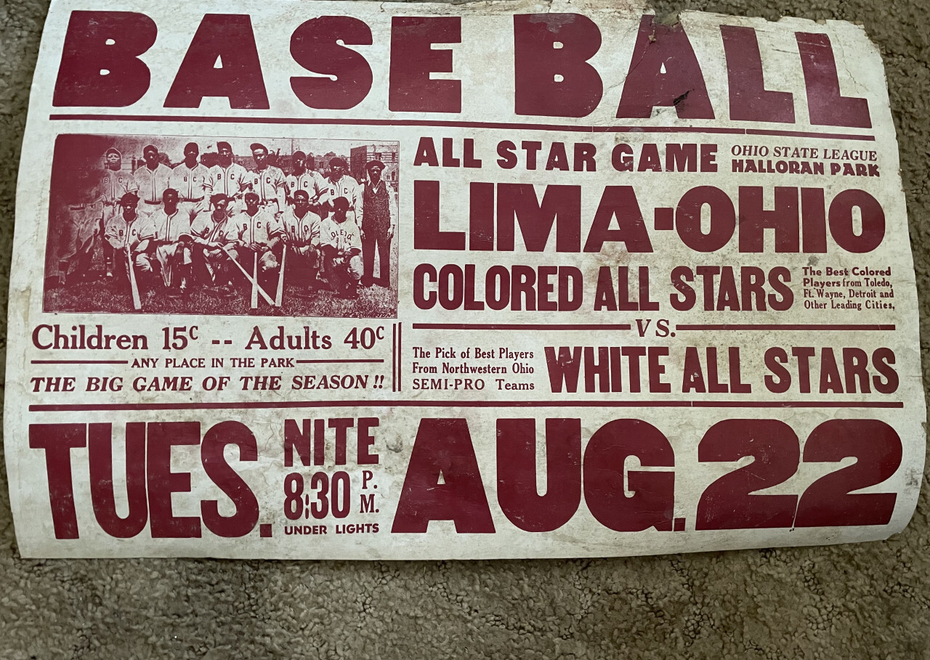 BASE BALL
ALL STAR GAME OHIO STATE LEAGUE
HALLORAN PARK
LIMA-OHIO
COLORED ALL STARS The Best Colored
Players from Toledo,
Ft. Wayne, Detroit and
Other Leading Cities.
VS.
The Pick of Best Players
From Northwestern Ohio
SEMI-PRO Teams
WHITE ALL STARS
Children 15c -- Adults 40c
ANY PLACE IN THE PARK
THE BIG GAME OF THE SEASON!!
TUES. NITE
8:30 P.
M.
UNDER LIGHTS
AUG. 22